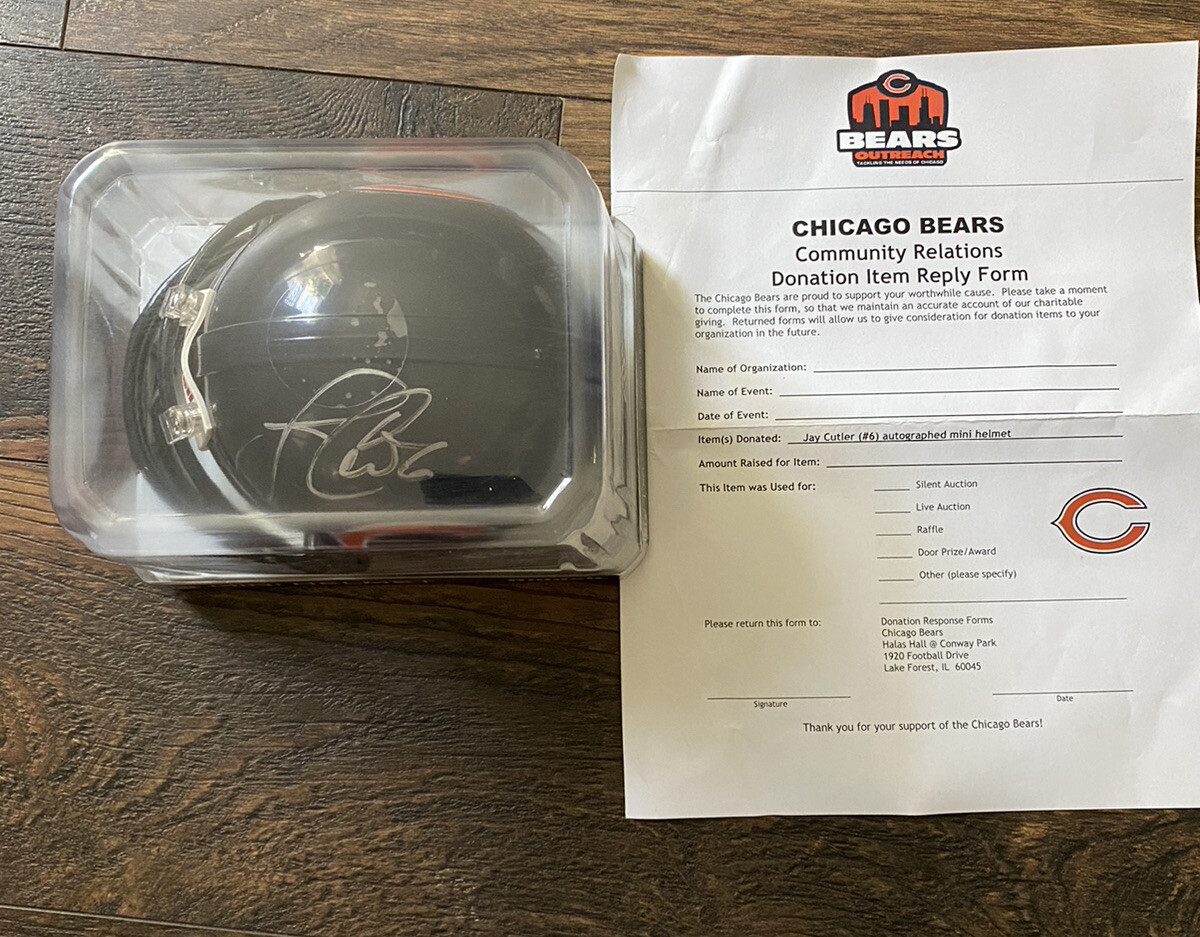 BEARS
OUTREACH
TACKLING THE NEEDS OF CHICAGO
CHICAGO BEARS
Community Relations
Donation Item Reply Form
The Chicago Bears are proud to support your worthwhile cause. Please take a moment
to complete this form, so that we maintain an accurate account of our charitable
giving. Returned forms will allow us to give consideration for donation items to your
organization in the future.
Name of Organization:
Name of Event:
Date of Event:
Item(s) Donated: Jay Cutler (#6) autographed mini helmet
Amount Raised for Item:
This Item was Used for:
Silent Auction
Live Auction
Raffle
Door Prize/Award
Other (please specify)
Please return this form to:
Donation Response Forms
Chicago Bears
Halas Hall @ Conway Park
1920 Football Drive
Lake Forest, IL 60045
Signature
Date
Thank you for your support of the Chicago Bears!